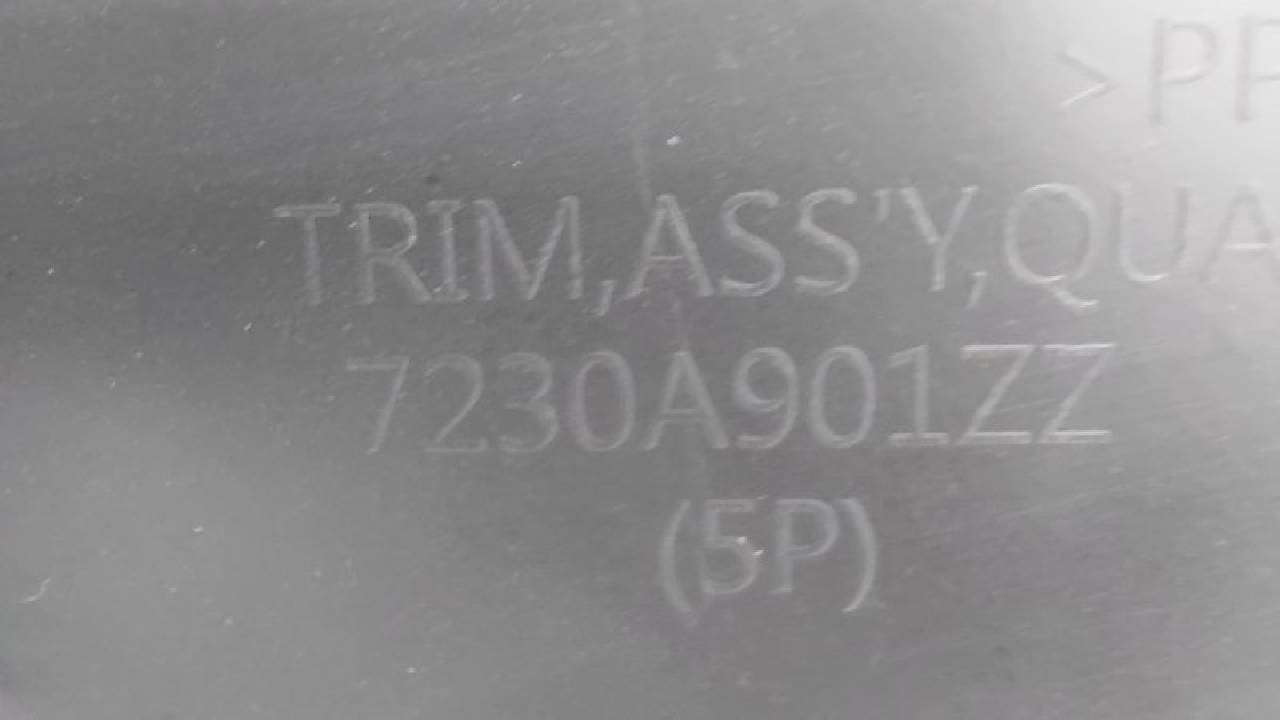 >PP
TRIM,ASS'Y,QUA
7230A901ZZ
(5P)